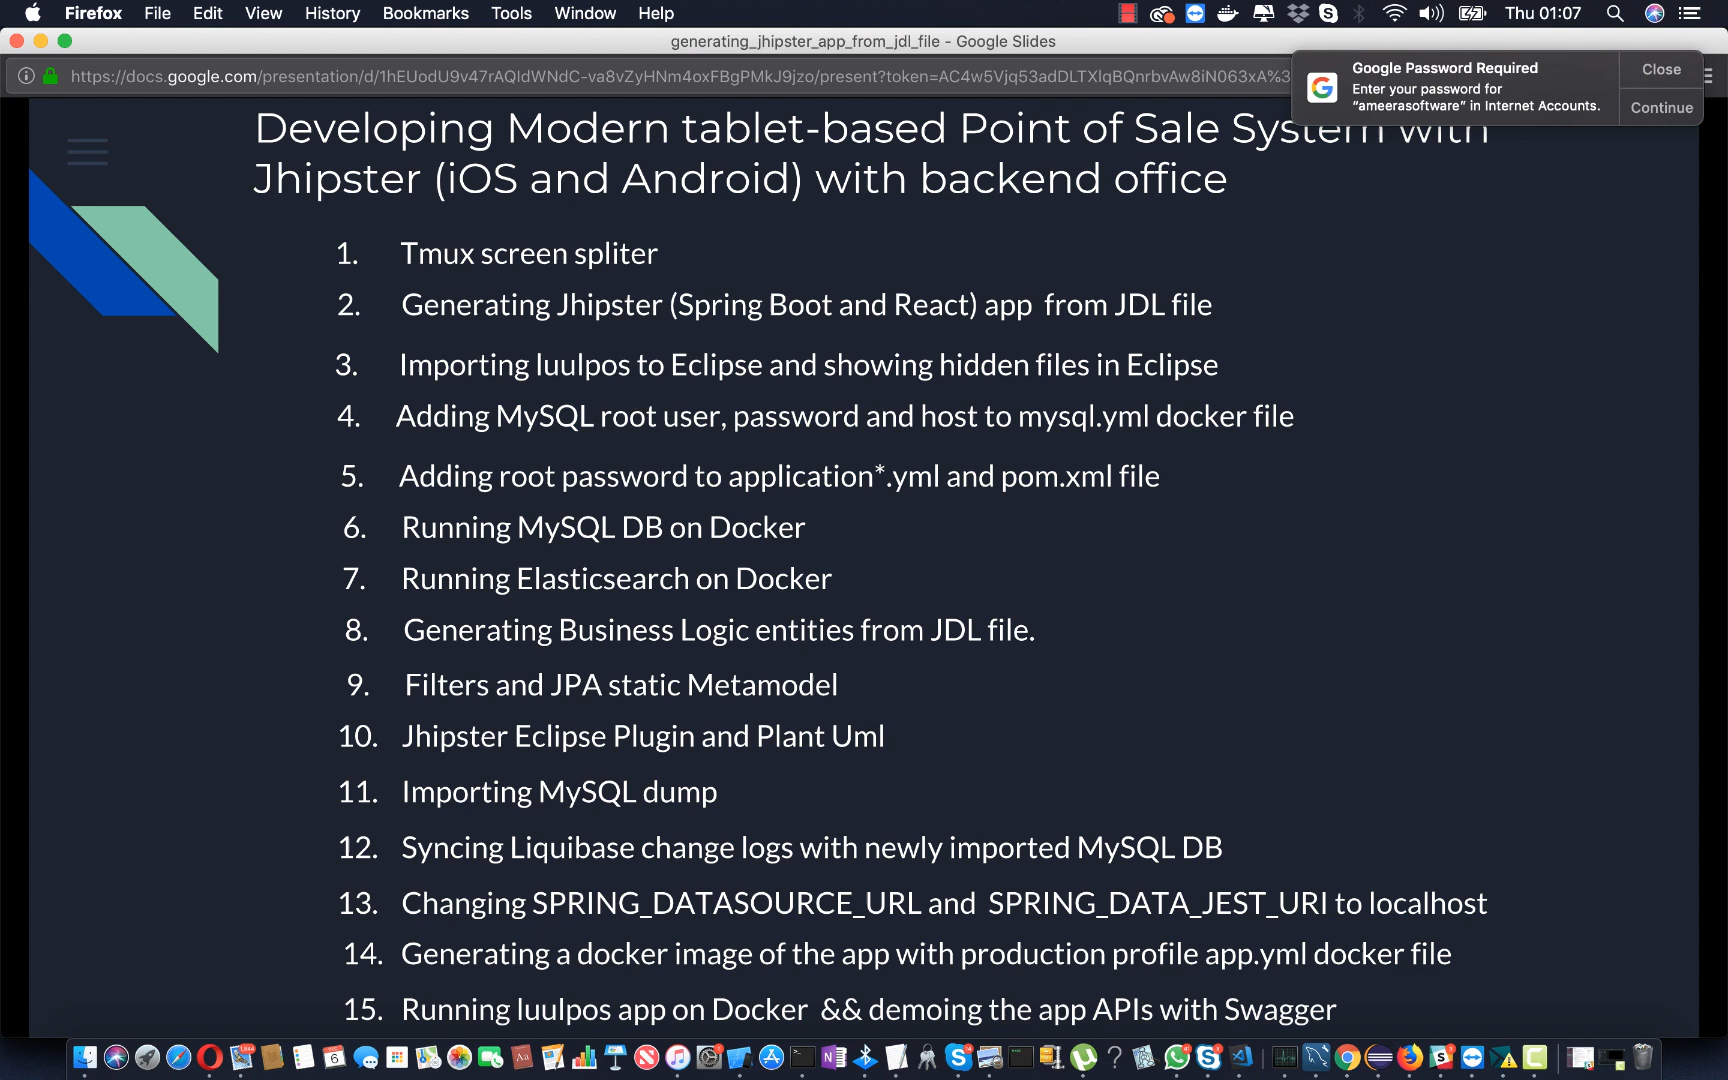 Firefox File Edit View History Bookmarks Tools Window Help Thu 01:07
generating_jhipster_app_from_jdl_file - Google Slides
https://docs.google.com/presentation/d/1hEUodU9v47rAQIdWNdC-va8vZyHNm4oxFBgPMkJ9jzo/present?token=AC4w5Vjq53adDLTXlqBQnrbvAw8iN063xA%3
Google Password Required
Enter your password for
“ameerasoftware” in Internet Accounts.
Close
Continue
Developing Modern tablet-based Point of Sale System with
Jhipster (iOS and Android) with backend office
1. Tmux screen spliter
2. Generating Jhipster (Spring Boot and React) app from JDL file
3. Importing luulpos to Eclipse and showing hidden files in Eclipse
4. Adding MySQL root user, password and host to mysql.yml docker file
5. Adding root password to application*.yml and pom.xml file
6. Running MySQL DB on Docker
7. Running Elasticsearch on Docker
8. Generating Business Logic entities from JDL file.
9. Filters and JPA static Metamodel
10. Jhipster Eclipse Plugin and Plant Uml
11. Importing MySQL dump
12. Syncing Liquibase change logs with newly imported MySQL DB
13. Changing SPRING_DATASOURCE_URL and SPRING_DATA_JEST_URI to localhost
14. Generating a docker image of the app with production profile app.yml docker file
15. Running luulpos app on Docker && demoing the app APIs with Swagger